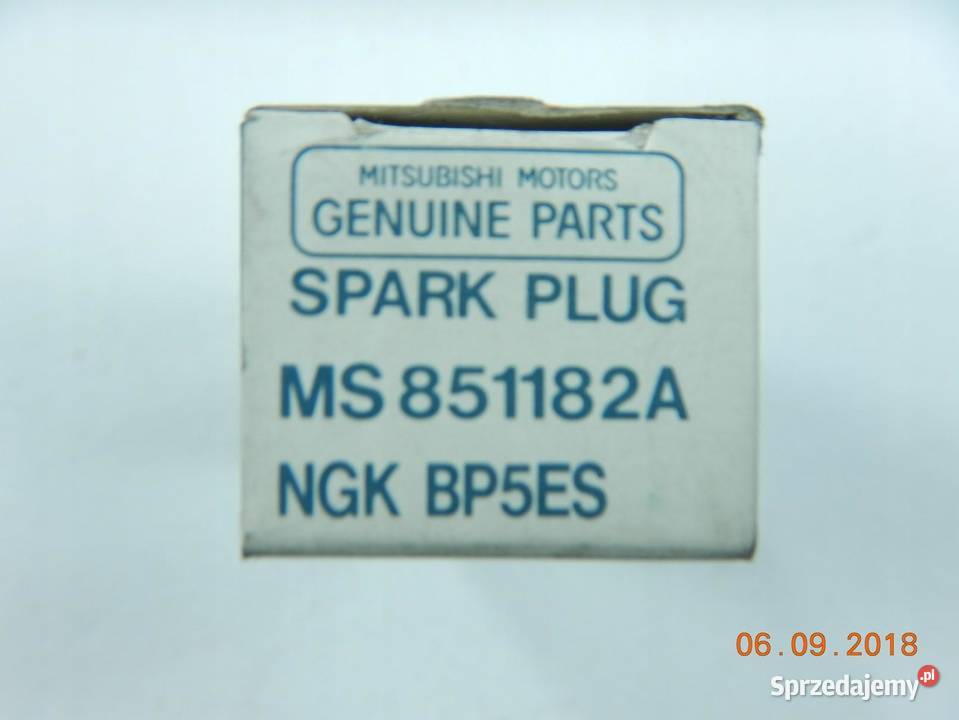 MITSUBISHI MOTORS
GENUINE PARTS
SPARK PLUG
MS 851182A
NGK BP5ES
06.09.2018
Sprzedajemy.pl